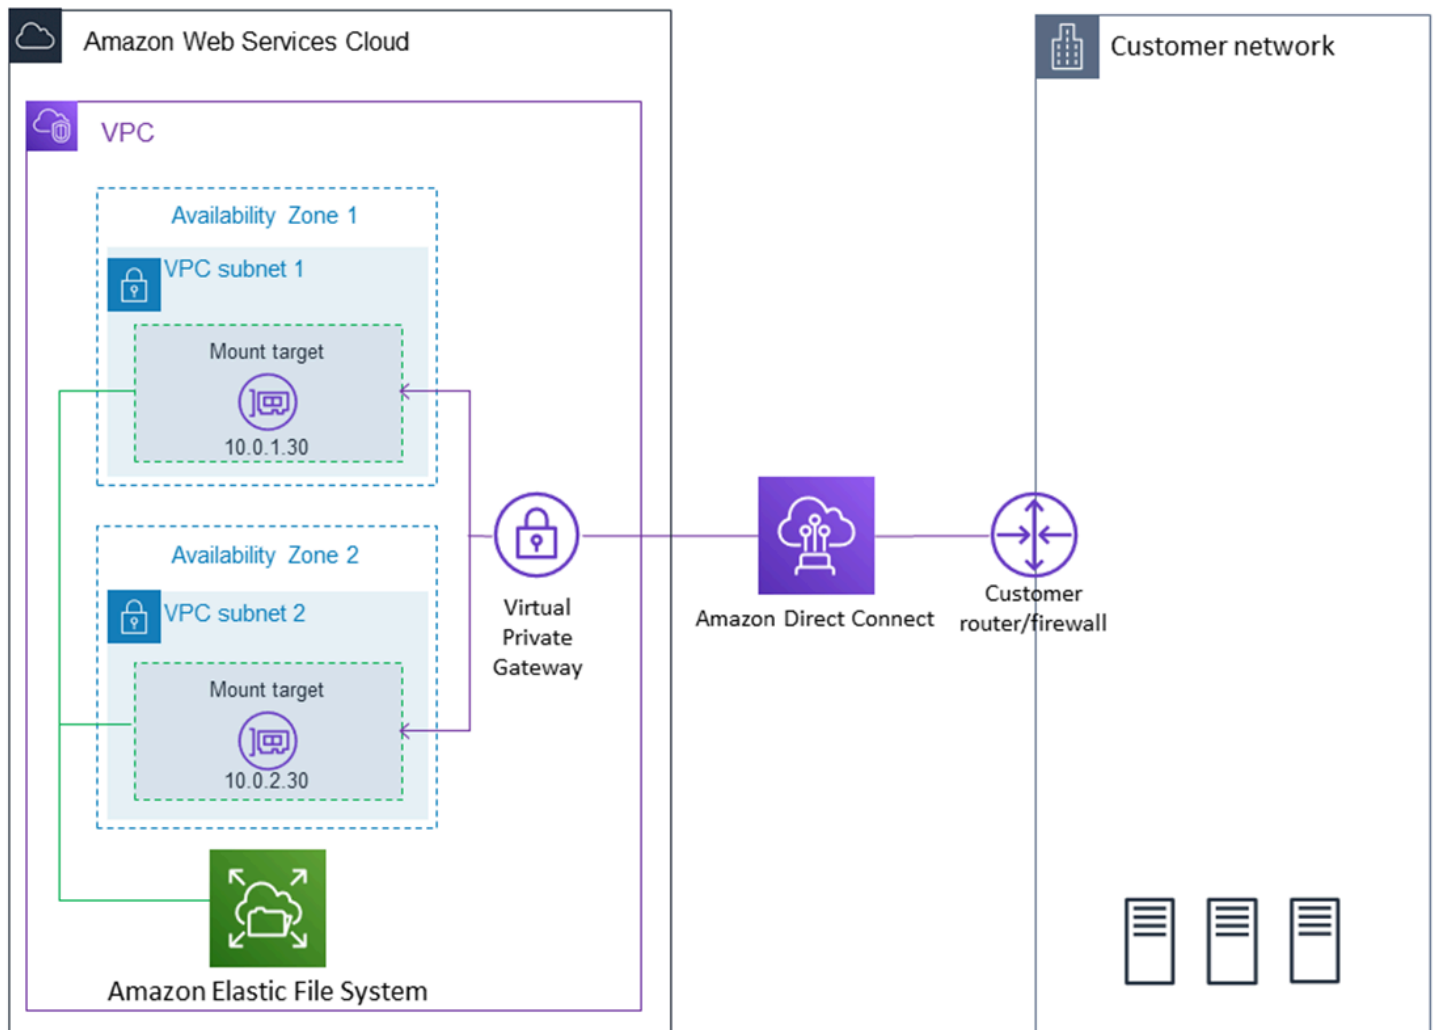 Amazon Web Services Cloud
Customer network
VPC
Availability Zone 1
VPC subnet 1
Mount target
10.0.1.30
Availability Zone 2
VPC subnet 2
Mount target
10.0.2.30
Virtual
Private
Gateway
Amazon Direct Connect
Customer
router/firewall
Amazon Elastic File System